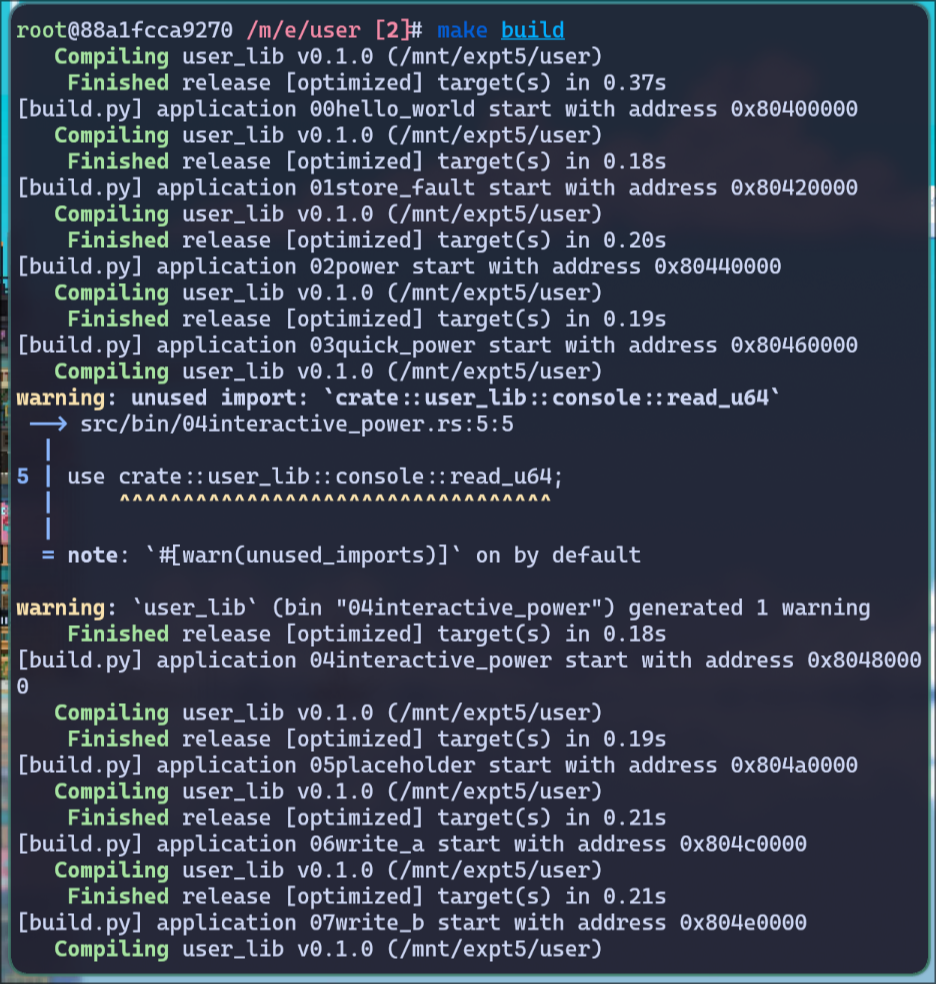 root@88a1fcca9270 /m/e/user [2]# make build
   Compiling user_lib v0.1.0 (/mnt/expt5/user)
    Finished release [optimized] target(s) in 0.37s
[build.py] application 00hello_world start with address 0x80400000
   Compiling user_lib v0.1.0 (/mnt/expt5/user)
    Finished release [optimized] target(s) in 0.18s
[build.py] application 01store_fault start with address 0x80420000
   Compiling user_lib v0.1.0 (/mnt/expt5/user)
    Finished release [optimized] target(s) in 0.20s
[build.py] application 02power start with address 0x80440000
   Compiling user_lib v0.1.0 (/mnt/expt5/user)
    Finished release [optimized] target(s) in 0.19s
[build.py] application 03quick_power start with address 0x80460000
   Compiling user_lib v0.1.0 (/mnt/expt5/user)
warning: unused import: `crate::user_lib::console::read_u64`
 --> src/bin/04interactive_power.rs:5:5
  |
5 | use crate::user_lib::console::read_u64;
  |     ^^^^^^^^^^^^^^^^^^^^^^^^^^^^^^^^^^
  |
  = note: `#[warn(unused_imports)]` on by default

warning: `user_lib` (bin "04interactive_power") generated 1 warning
    Finished release [optimized] target(s) in 0.18s
[build.py] application 04interactive_power start with address 0x8048000
0
   Compiling user_lib v0.1.0 (/mnt/expt5/user)
    Finished release [optimized] target(s) in 0.19s
[build.py] application 05placeholder start with address 0x804a0000
   Compiling user_lib v0.1.0 (/mnt/expt5/user)
    Finished release [optimized] target(s) in 0.21s
[build.py] application 06write_a start with address 0x804c0000
   Compiling user_lib v0.1.0 (/mnt/expt5/user)
    Finished release [optimized] target(s) in 0.21s
[build.py] application 07write_b start with address 0x804e0000
   Compiling user_lib v0.1.0 (/mnt/expt5/user)